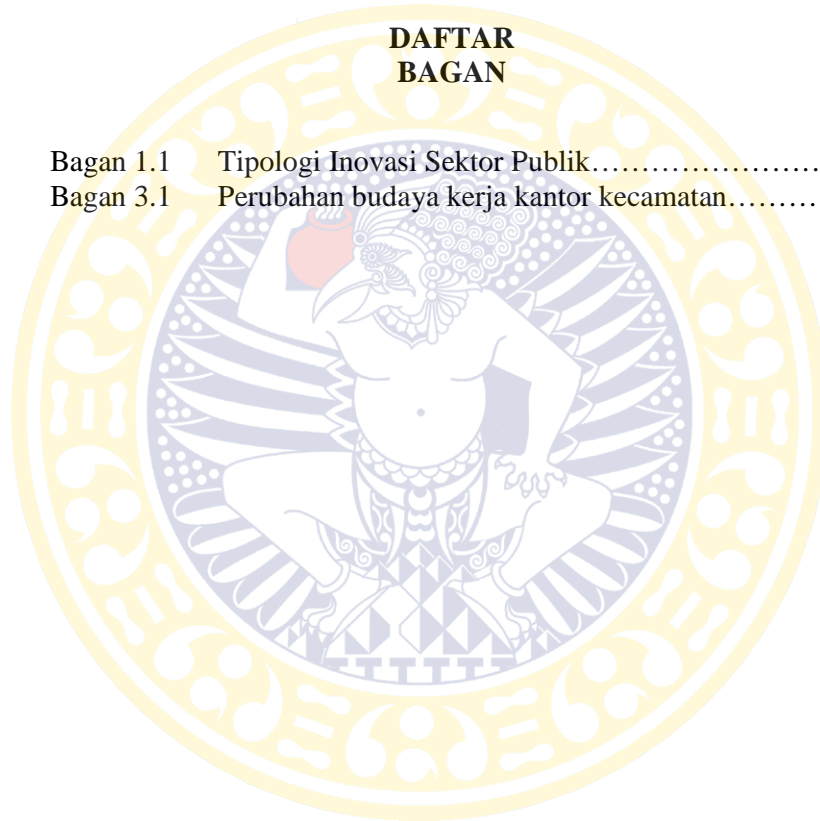 DAFTAR
BAGAN
Bagan 1.1 Tipologi Inovasi Sektor Publik……………………
Bagan 3.1 Perubahan budaya kerja kantor kecamatan………